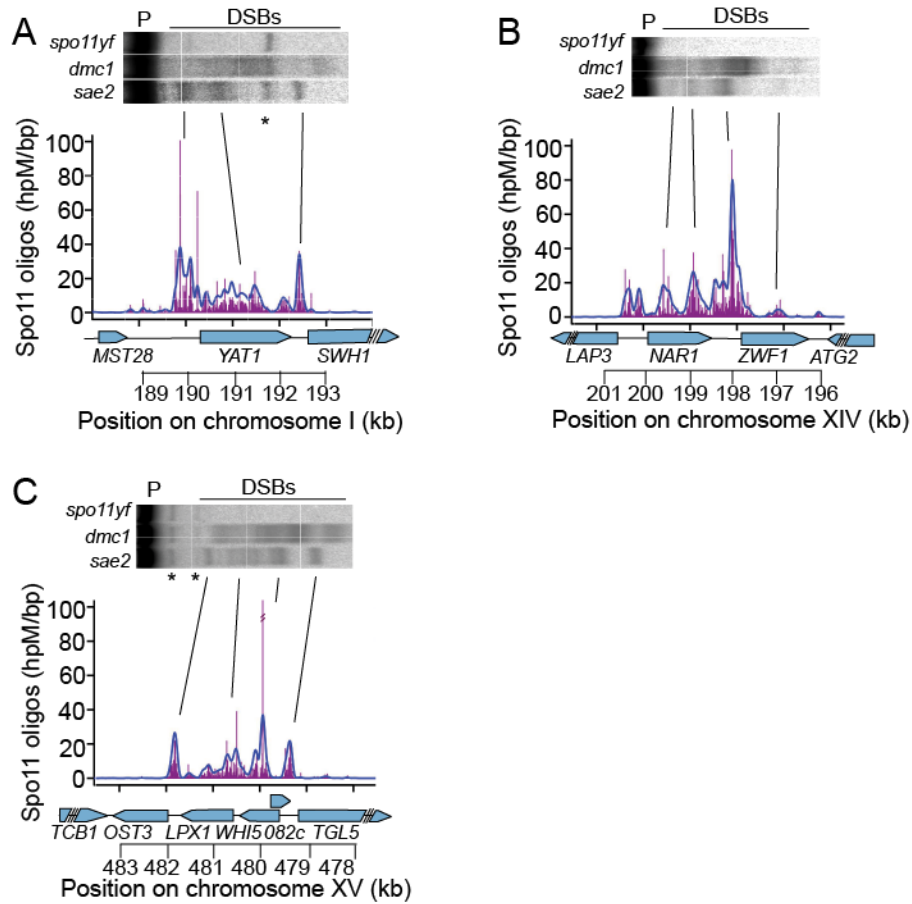 A
P DSBs
spo11yf
dmc1
sae2
*
Spo11 oligos (hpM/bp)
100
80
60
40
20
0
MST28 YAT1 SWH1
189 190 191 192 193
Position on chromosome I (kb)
B
P DSBs
spo11yf
dmc1
sae2
Spo11 oligos (hpM/bp)
100
80
60
40
20
0
LAP3 NAR1 ZWF1 ATG2
201 200 199 198 197 196
Position on chromosome XIV (kb)
C
P DSBs
spo11yf
dmc1
sae2
* *
Spo11 oligos (hpM/bp)
100
80
60
40
20
0
TCB1 OST3 LPX1 WHI5 082c TGL5
483 482 481 480 479 478
Position on chromosome XV (kb)